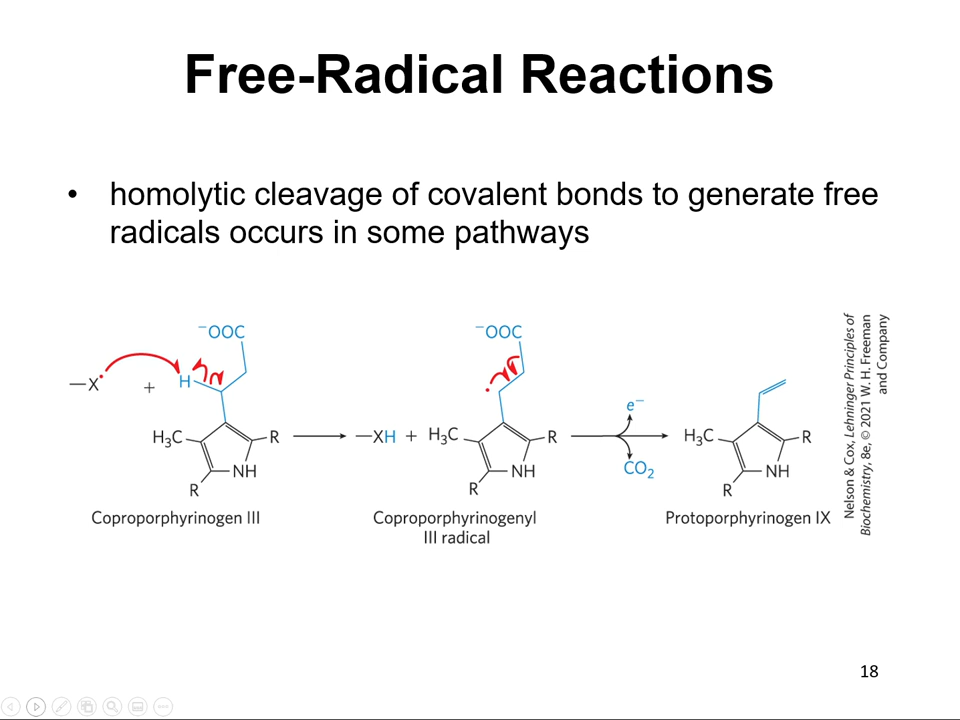 Free-Radical Reactions
• homolytic cleavage of covalent bonds to generate free
radicals occurs in some pathways
⁻OOC
—X•
+
H
H₃C
R
NH
R
Coproporphyrinogen III
⁻OOC
—XH + H₃C
R
NH
R
Coproporphyrinogenyl
III radical
e⁻
CO₂
H₃C
R
NH
R
Protoporphyrinogen IX
Nelson & Cox, Lehninger Principles of
Biochemistry, 8e, © 2021 W. H. Freeman
and Company
18